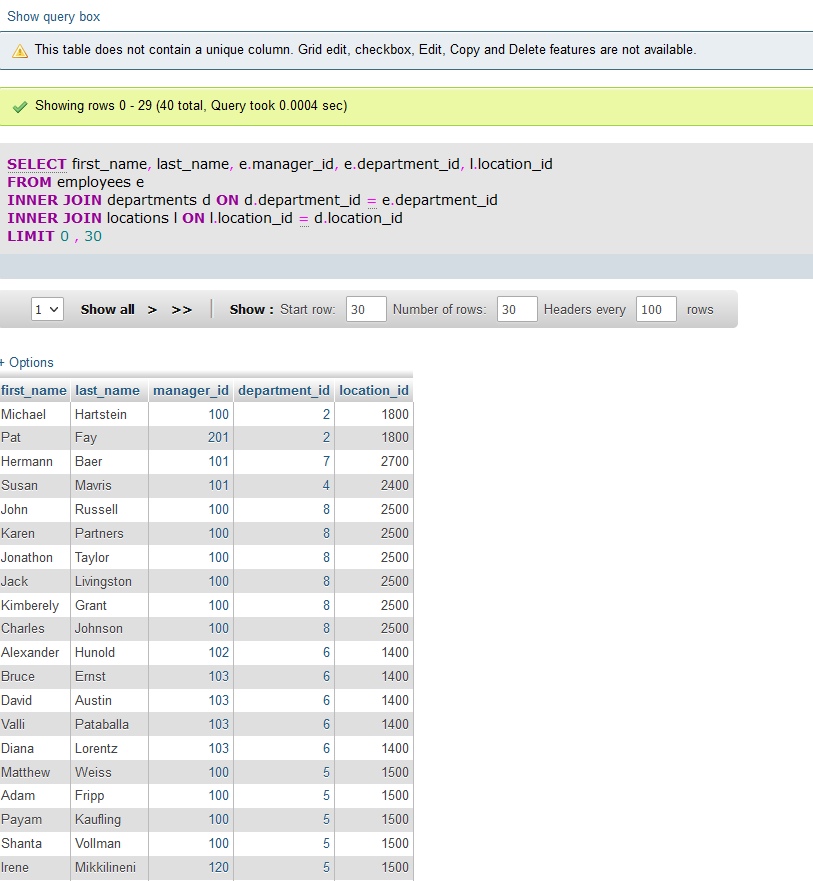 Show query box
This table does not contain a unique column. Grid edit, checkbox, Edit, Copy and Delete features are not available.
Showing rows 0 - 29 (40 total, Query took 0.0004 sec)
SELECT first_name, last_name, e.manager_id, e.department_id, l.location_id
FROM employees e
INNER JOIN departments d ON d.department_id = e.department_id
INNER JOIN locations l ON l.location_id = d.location_id
LIMIT 0 , 30
1 Show all > >> | Show : Start row: 30 Number of rows: 30 Headers every 100 rows
+ Options
first_name last_name manager_id department_id location_id
Michael Hartstein 100 2 1800
Pat Fay 201 2 1800
Hermann Baer 101 7 2700
Susan Mavris 101 4 2400
John Russell 100 8 2500
Karen Partners 100 8 2500
Jonathon Taylor 100 8 2500
Jack Livingston 100 8 2500
Kimberely Grant 100 8 2500
Charles Johnson 100 8 2500
Alexander Hunold 102 6 1400
Bruce Ernst 103 6 1400
David Austin 103 6 1400
Valli Pataballa 103 6 1400
Diana Lorentz 103 6 1400
Matthew Weiss 100 5 1500
Adam Fripp 100 5 1500
Payam Kaufling 100 5 1500
Shanta Vollman 100 5 1500
Irene Mikkilineni 120 5 1500